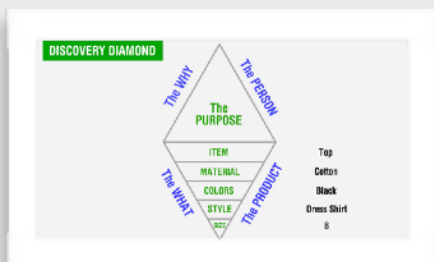 DISCOVERY DIAMOND
The WHY
The PERSON
The
PURPOSE
ITEM Top
MATERIAL Cotton
COLORS Black
STYLE Dress Shirt
SIZE 8
The WHAT
The PRODUCT